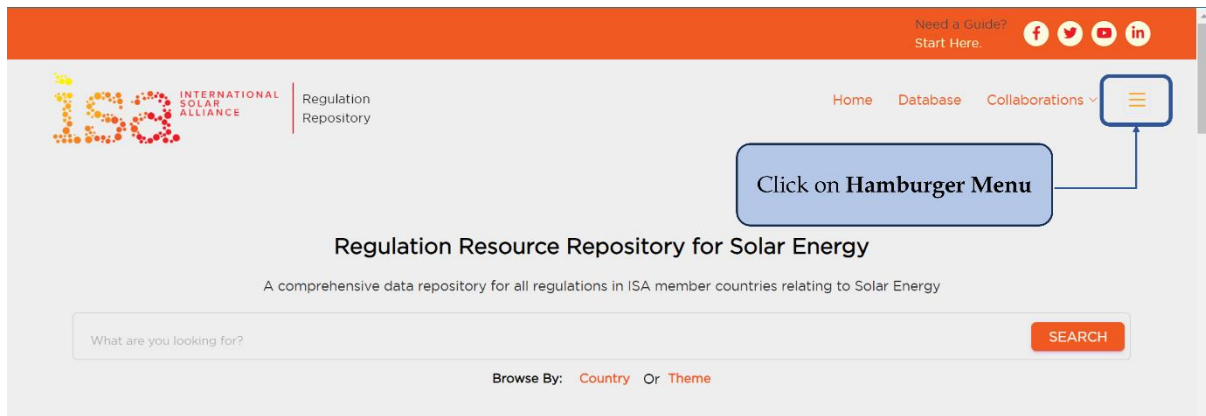 Need a Guide?
Start Here.
isa
INTERNATIONAL
SOLAR
ALLIANCE
Regulation
Repository
Home Database Collaborations
Click on Hamburger Menu
Regulation Resource Repository for Solar Energy
A comprehensive data repository for all regulations in ISA member countries relating to Solar Energy
What are you looking for? SEARCH
Browse By: Country Or Theme